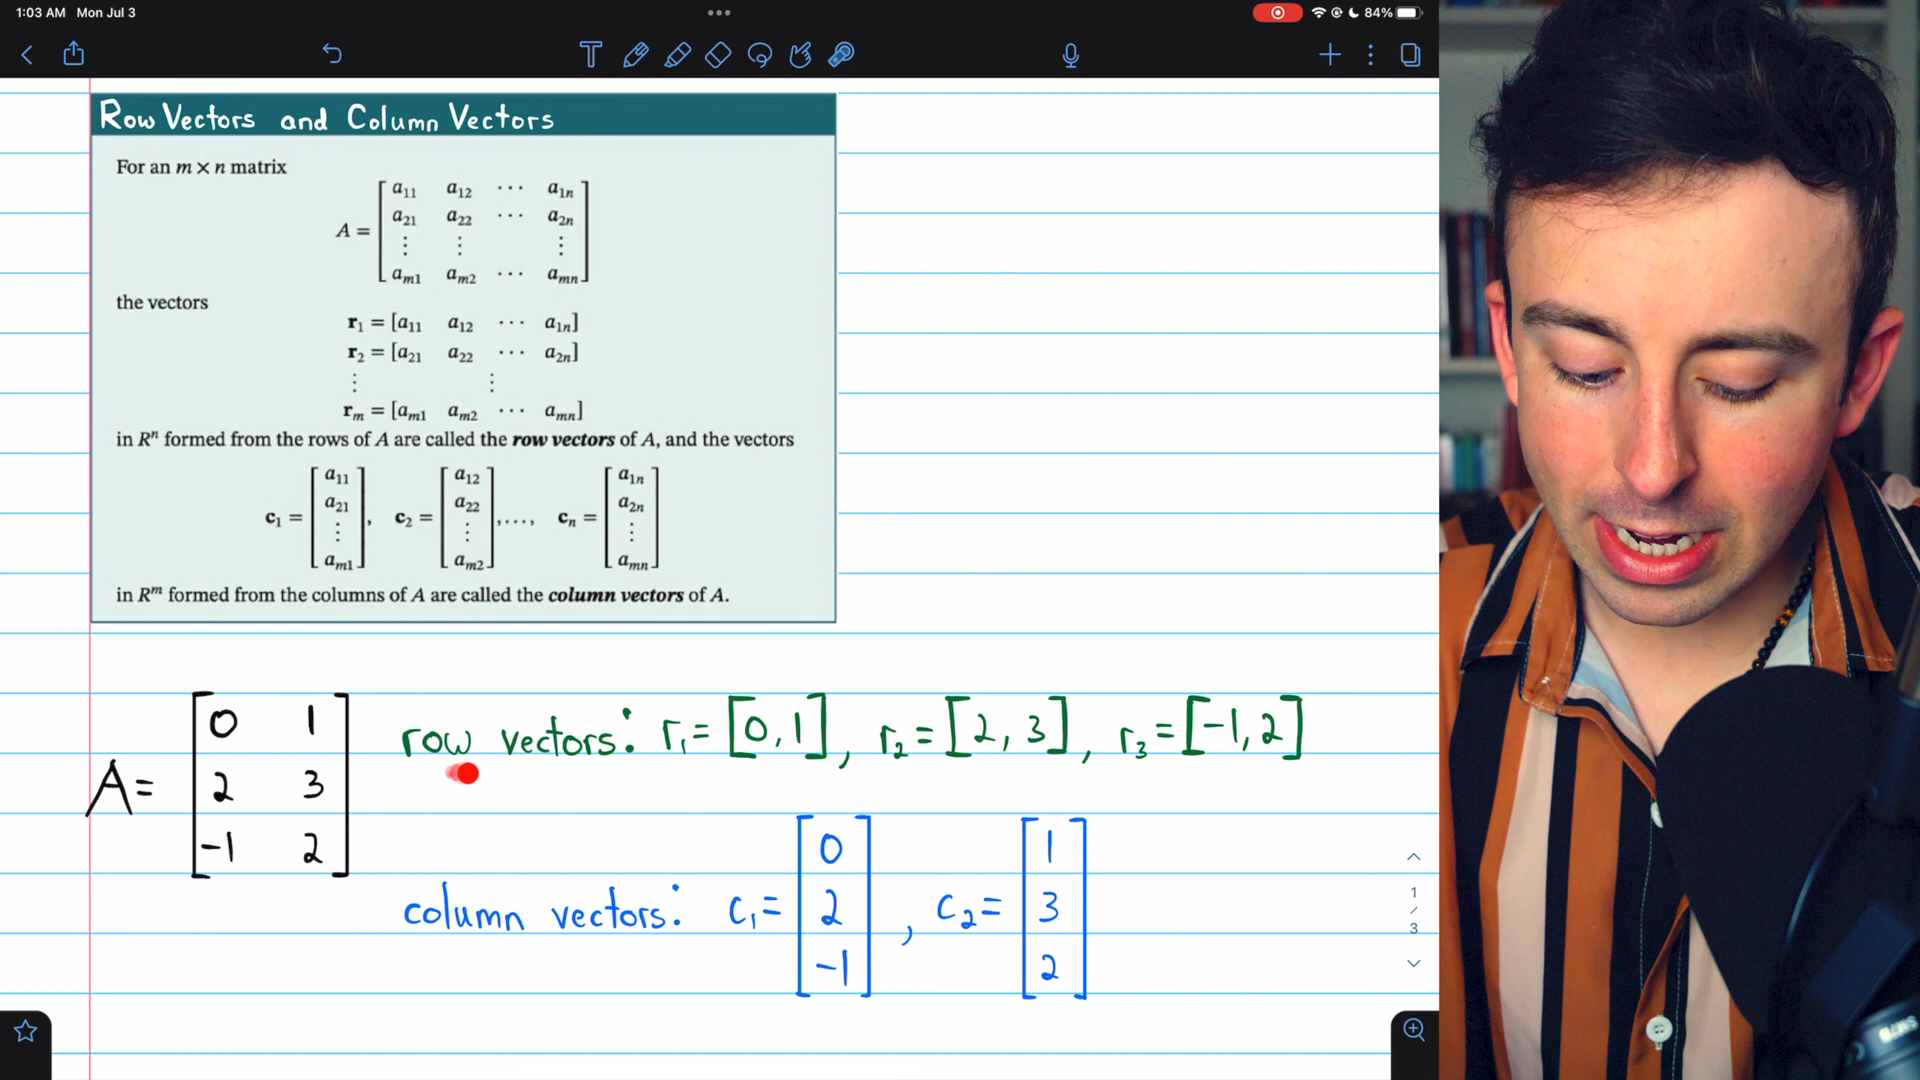 1:03 AM Mon Jul 3
84%
Row Vectors and Column Vectors
For an m × n matrix
A = [a11 a12 ⋯ a1n
a21 a22 ⋯ a2n
⋮ ⋮ ⋮
am1 am2 ⋯ amn]
the vectors
r1 = [a11 a12 ⋯ a1n]
r2 = [a21 a22 ⋯ a2n]
⋮ ⋮
rm = [am1 am2 ⋯ amn]
in Rⁿ formed from the rows of A are called the row vectors of A, and the vectors
c1 = [a11 a21 ⋮ am1], c2 = [a12 a22 ⋮ am2],…, cn = [a1n a2n ⋮ amn]
in Rᵐ formed from the columns of A are called the column vectors of A.
A = [0 1
2 3
-1 2]
row vectors: r1 = [0, 1], r2 = [2, 3], r3 = [-1, 2]
column vectors: c1 = [0 2 -1], c2 = [1 3 2]
1 / 3